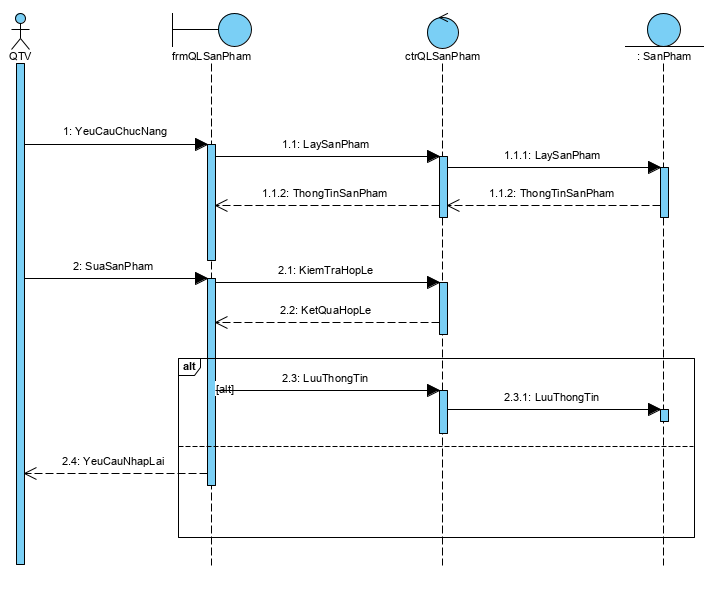 QTV
frmQLSanPham
ctrQLSanPham
: SanPham
1: YeuCauChucNang
1.1: LaySanPham
1.1.1: LaySanPham
1.1.2: ThongTinSanPham
1.1.2: ThongTinSanPham
2: SuaSanPham
2.1: KiemTraHopLe
2.2: KetQuaHopLe
alt
[alt]
2.3: LuuThongTin
2.3.1: LuuThongTin
2.4: YeuCauNhapLai